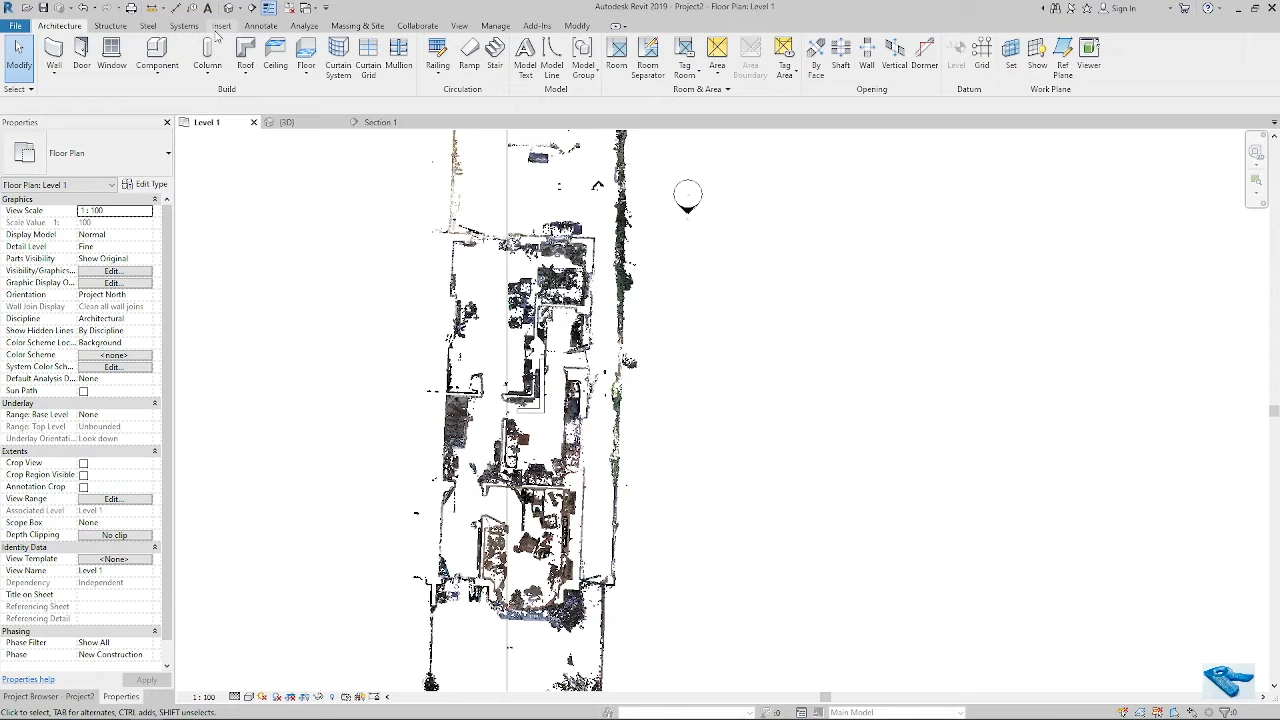 Autodesk Revit 2019 - Project2 - Floor Plan: Level 1
Sign In
File Architecture Structure Steel Systems Insert Annotate Analyze Massing & Site Collaborate View Manage Add-Ins Modify
Modify Wall Door Window Component Column Roof Ceiling Floor Curtain System Curtain Grid Mullion Railing Ramp Stair Model Text Model Line Model Group Room Room Separator Tag Room Area Area Boundary Tag Area By Face Shaft Wall Vertical Dormer Level Grid Set Show Ref Plane Viewer
Select Build Circulation Model Room & Area Opening Datum Work Plane
Properties
Level 1 {3D} Section 1
Floor Plan
Floor Plan: Level 1 Edit Type
Graphics
View Scale 1 : 100
Scale Value 1: 100
Display Model Normal
Detail Level Fine
Parts Visibility Show Original
Visibility/Graphics... Edit...
Graphic Display O... Edit...
Orientation Project North
Wall Join Display Clean all wall joins
Discipline Architectural
Show Hidden Lines By Discipline
Color Scheme Loc... Background
Color Scheme <none>
System Color Sch... Edit...
Default Analysis D... None
Sun Path
Underlay
Range: Base Level None
Range: Top Level Unbounded
Underlay Orientati... Look down
Extents
Crop View
Crop Region Visible
Annotation Crop
View Range Edit...
Associated Level Level 1
Scope Box None
Depth Clipping No clip
Identity Data
View Template <None>
View Name Level 1
Dependency Independent
Title on Sheet
Referencing Sheet
Referencing Detail
Phasing
Phase Filter Show All
Phase New Construction
Properties help Apply
Project Browser - Project2 Properties
1 : 100
Click to select, TAB for alternates, CTRL adds, SHIFT unselects.
:0
Main Model
:0